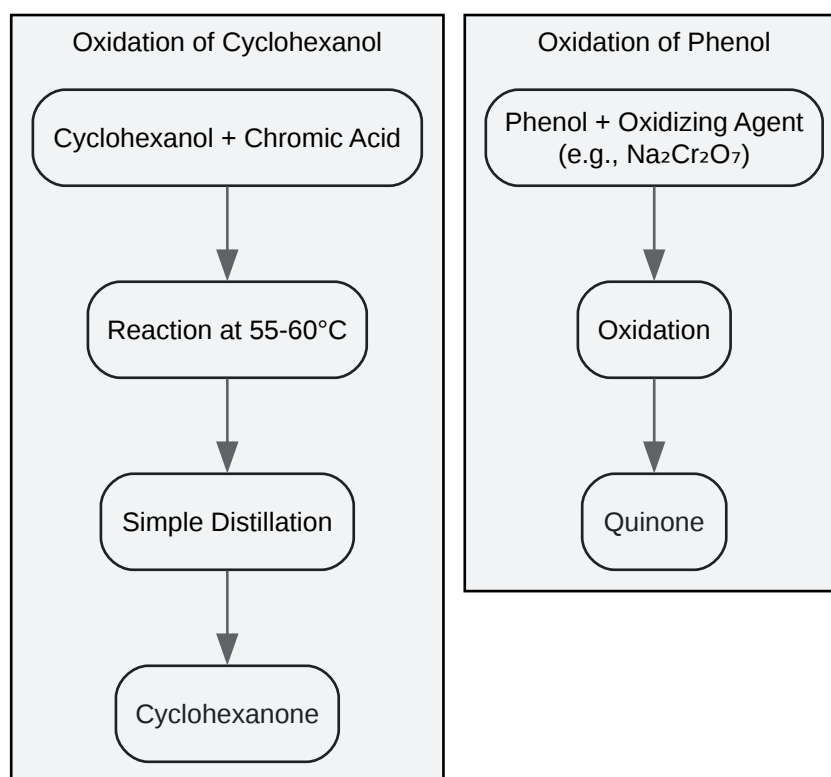 Oxidation of Cyclohexanol
Cyclohexanol + Chromic Acid
Reaction at 55-60°C
Simple Distillation
Cyclohexanone
Oxidation of Phenol
Phenol + Oxidizing Agent
(e.g., Na₂Cr₂O₇)
Oxidation
Quinone